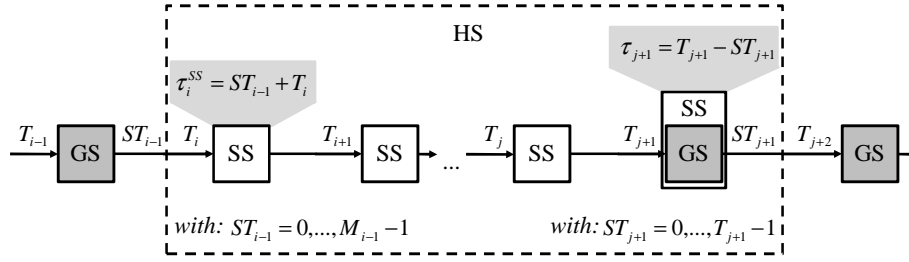 HS
τ_{j+1} = T_{j+1} − ST_{j+1}
τ_i^{SS} = ST_{i−1} + T_i
SS
T_{i−1} GS ST_{i−1} T_i SS T_{i+1} SS ... T_j SS T_{j+1} GS ST_{j+1} T_{j+2} GS
with: ST_{i−1} = 0,..., M_{i−1} −1 with: ST_{j+1} = 0,..., T_{j+1} −1